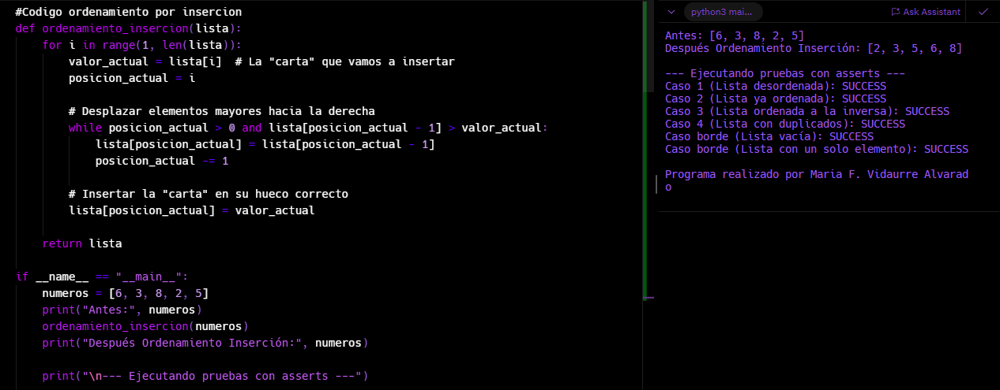 #Codigo ordenamiento por insercion
def ordenamiento_insercion(lista):
    for i in range(1, len(lista)):
        valor_actual = lista[i]  # La "carta" que vamos a insertar
        posicion_actual = i

        # Desplazar elementos mayores hacia la derecha
        while posicion_actual > 0 and lista[posicion_actual - 1] > valor_actual:
            lista[posicion_actual] = lista[posicion_actual - 1]
            posicion_actual -= 1

        # Insertar la "carta" en su hueco correcto
        lista[posicion_actual] = valor_actual

    return lista

if __name__ == "__main__":
    numeros = [6, 3, 8, 2, 5]
    print("Antes:", numeros)
    ordenamiento_insercion(numeros)
    print("Después Ordenamiento Inserción:", numeros)

    print("\n--- Ejecutando pruebas con asserts ---")
python3 mai...
Ask Assistant
Antes: [6, 3, 8, 2, 5]
Después Ordenamiento Inserción: [2, 3, 5, 6, 8]

--- Ejecutando pruebas con asserts ---
Caso 1 (Lista desordenada): SUCCESS
Caso 2 (Lista ya ordenada): SUCCESS
Caso 3 (Lista ordenada a la inversa): SUCCESS
Caso 4 (Lista con duplicados): SUCCESS
Caso borde (Lista vacía): SUCCESS
Caso borde (Lista con un solo elemento): SUCCESS

Programa realizado por Maria F. Vidaurre Alvarad
o